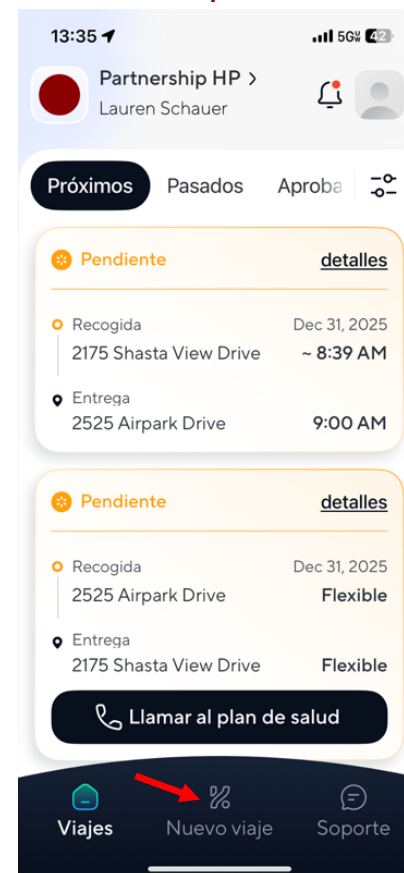 13:35
5G 42
Partnership HP >
Lauren Schauer
Próximos Pasados Aproba
Pendiente detalles
Recogida Dec 31, 2025
2175 Shasta View Drive ~ 8:39 AM
Entrega
2525 Airpark Drive 9:00 AM
Pendiente detalles
Recogida Dec 31, 2025
2525 Airpark Drive Flexible
Entrega
2175 Shasta View Drive Flexible
Llamar al plan de salud
Viajes Nuevo viaje Soporte